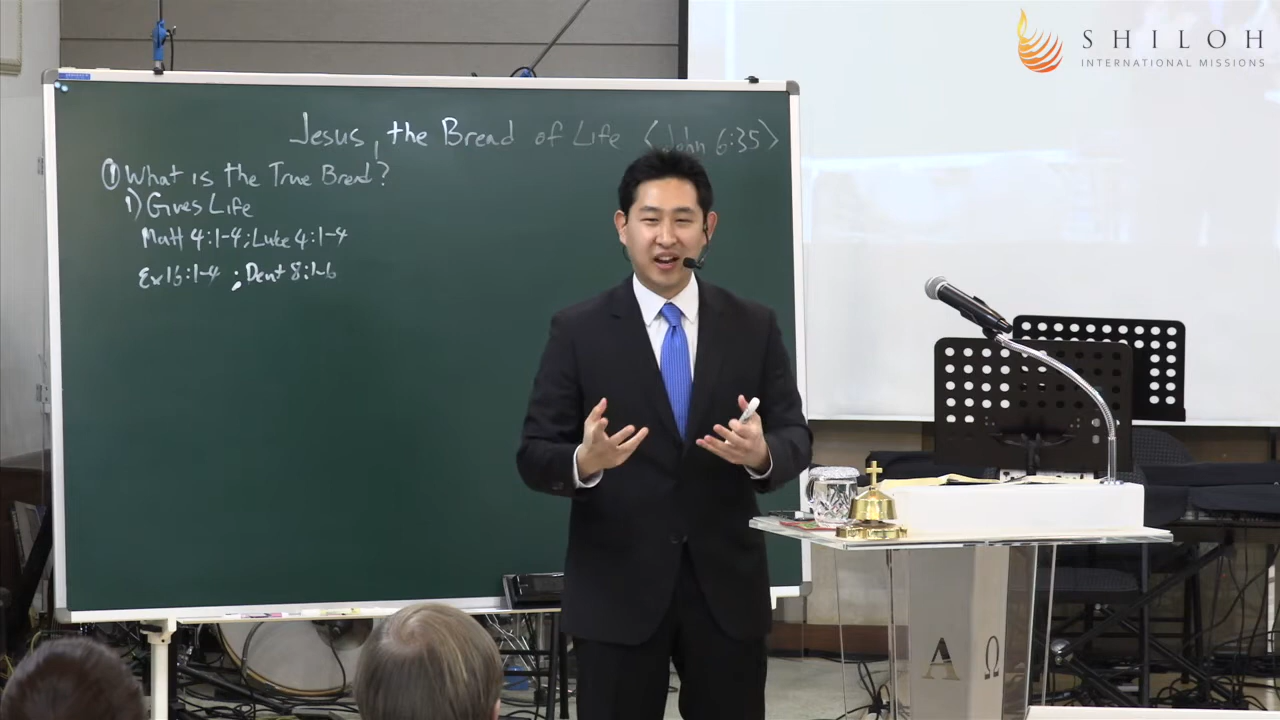 SHILOH
INTERNATIONAL MISSIONS
Jesus, the Bread of Life <John 6:35>
① What is the True Bread?
1) Gives Life
Matt 4:1-4; Luke 4:1-4
Ex 16:1-4 ; Deut 8:1-6
Α Ω